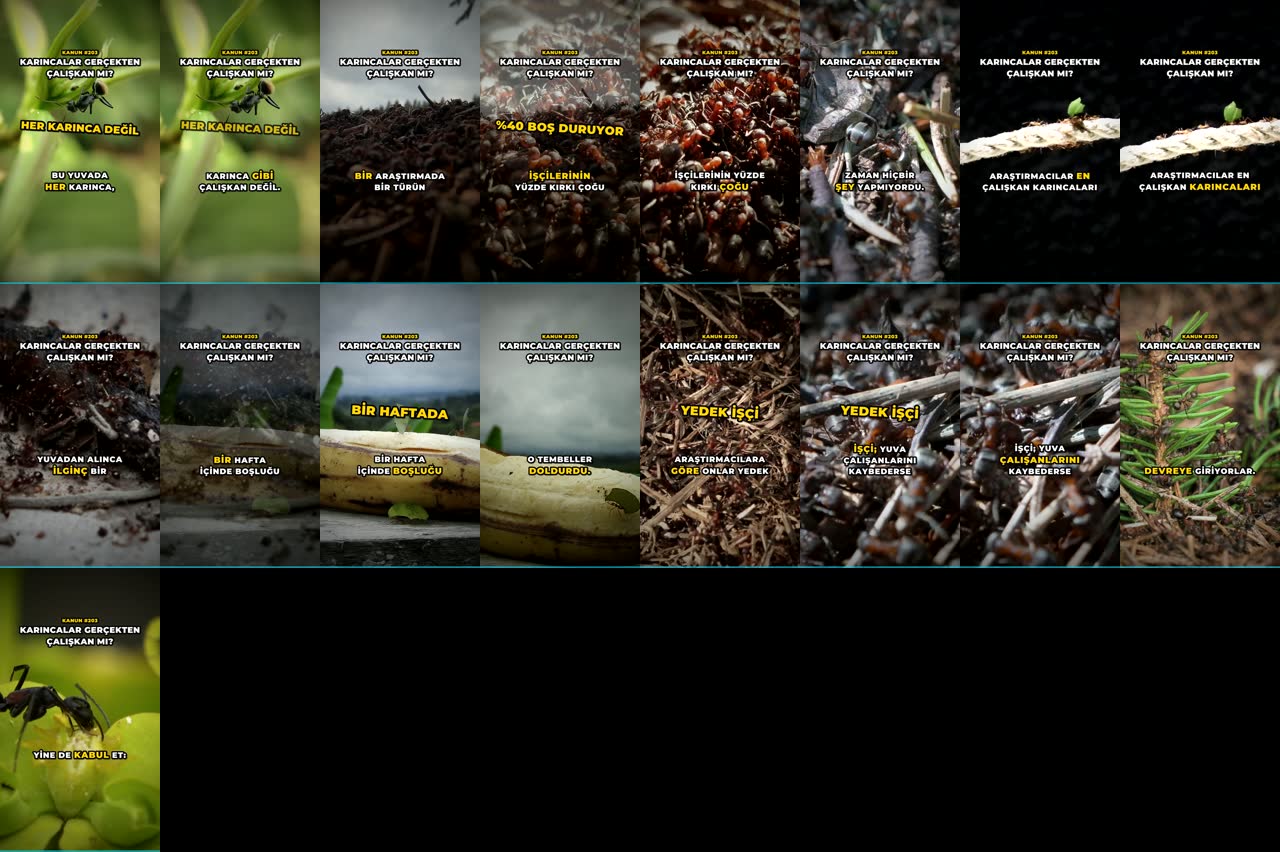 KANUN #203
KARINCALAR GERÇEKTEN
ÇALIŞKAN MI?
HER KARINCA DEĞİL
BU YUVADA
HER KARINCA,
KANUN #203
KARINCALAR GERÇEKTEN
ÇALIŞKAN MI?
HER KARINCA DEĞİL
KARINCA GİBİ
ÇALIŞKAN DEĞİL.
KANUN #203
KARINCALAR GERÇEKTEN
ÇALIŞKAN MI?
BİR ARAŞTIRMADA
BİR TÜRÜN
KANUN #203
KARINCALAR GERÇEKTEN
ÇALIŞKAN MI?
%40 BOŞ DURUYOR
İŞÇİLERİNİN
YÜZDE KIRKI ÇOĞU
KANUN #203
KARINCALAR GERÇEKTEN
ÇALIŞKAN MI?
İŞÇİLERİNİN YÜZDE
KIRKI ÇOĞU
KANUN #203
KARINCALAR GERÇEKTEN
ÇALIŞKAN MI?
ZAMAN HİÇBİR
ŞEY YAPMIYORDU.
KANUN #203
KARINCALAR GERÇEKTEN
ÇALIŞKAN MI?
ARAŞTIRMACILAR EN
ÇALIŞKAN KARINCALARI
KANUN #203
KARINCALAR GERÇEKTEN
ÇALIŞKAN MI?
ARAŞTIRMACILAR EN
ÇALIŞKAN KARINCALARI
KANUN #203
KARINCALAR GERÇEKTEN
ÇALIŞKAN MI?
YUVADAN ALINCA
İLGİNÇ BİR
KANUN #203
KARINCALAR GERÇEKTEN
ÇALIŞKAN MI?
BİR HAFTA
İÇİNDE BOŞLUĞU
KANUN #203
KARINCALAR GERÇEKTEN
ÇALIŞKAN MI?
BİR HAFTADA
BİR HAFTA
İÇİNDE BOŞLUĞU
KANUN #203
KARINCALAR GERÇEKTEN
ÇALIŞKAN MI?
O TEMBELLER
DOLDURDU.
KANUN #203
KARINCALAR GERÇEKTEN
ÇALIŞKAN MI?
YEDEK İŞÇİ
ARAŞTIRMACILARA
GÖRE ONLAR YEDEK
KANUN #203
KARINCALAR GERÇEKTEN
ÇALIŞKAN MI?
YEDEK İŞÇİ
İŞÇİ; YUVA
ÇALIŞANLARINI
KAYBEDERSE
KANUN #203
KARINCALAR GERÇEKTEN
ÇALIŞKAN MI?
İŞÇİ; YUVA
ÇALIŞANLARINI
KAYBEDERSE
KANUN #203
KARINCALAR GERÇEKTEN
ÇALIŞKAN MI?
DEVREYE GİRİYORLAR.
KANUN #203
KARINCALAR GERÇEKTEN
ÇALIŞKAN MI?
YİNE DE KABUL ET: